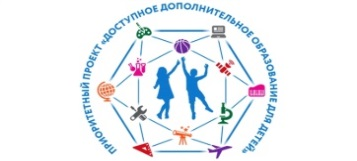 ПРИОРИТЕТНЫЙ ПРОЕКТ «ДОСТУПНОЕ ДОПОЛНИТЕЛЬНОЕ ОБРАЗОВАНИЕ ДЛЯ ДЕТЕЙ»